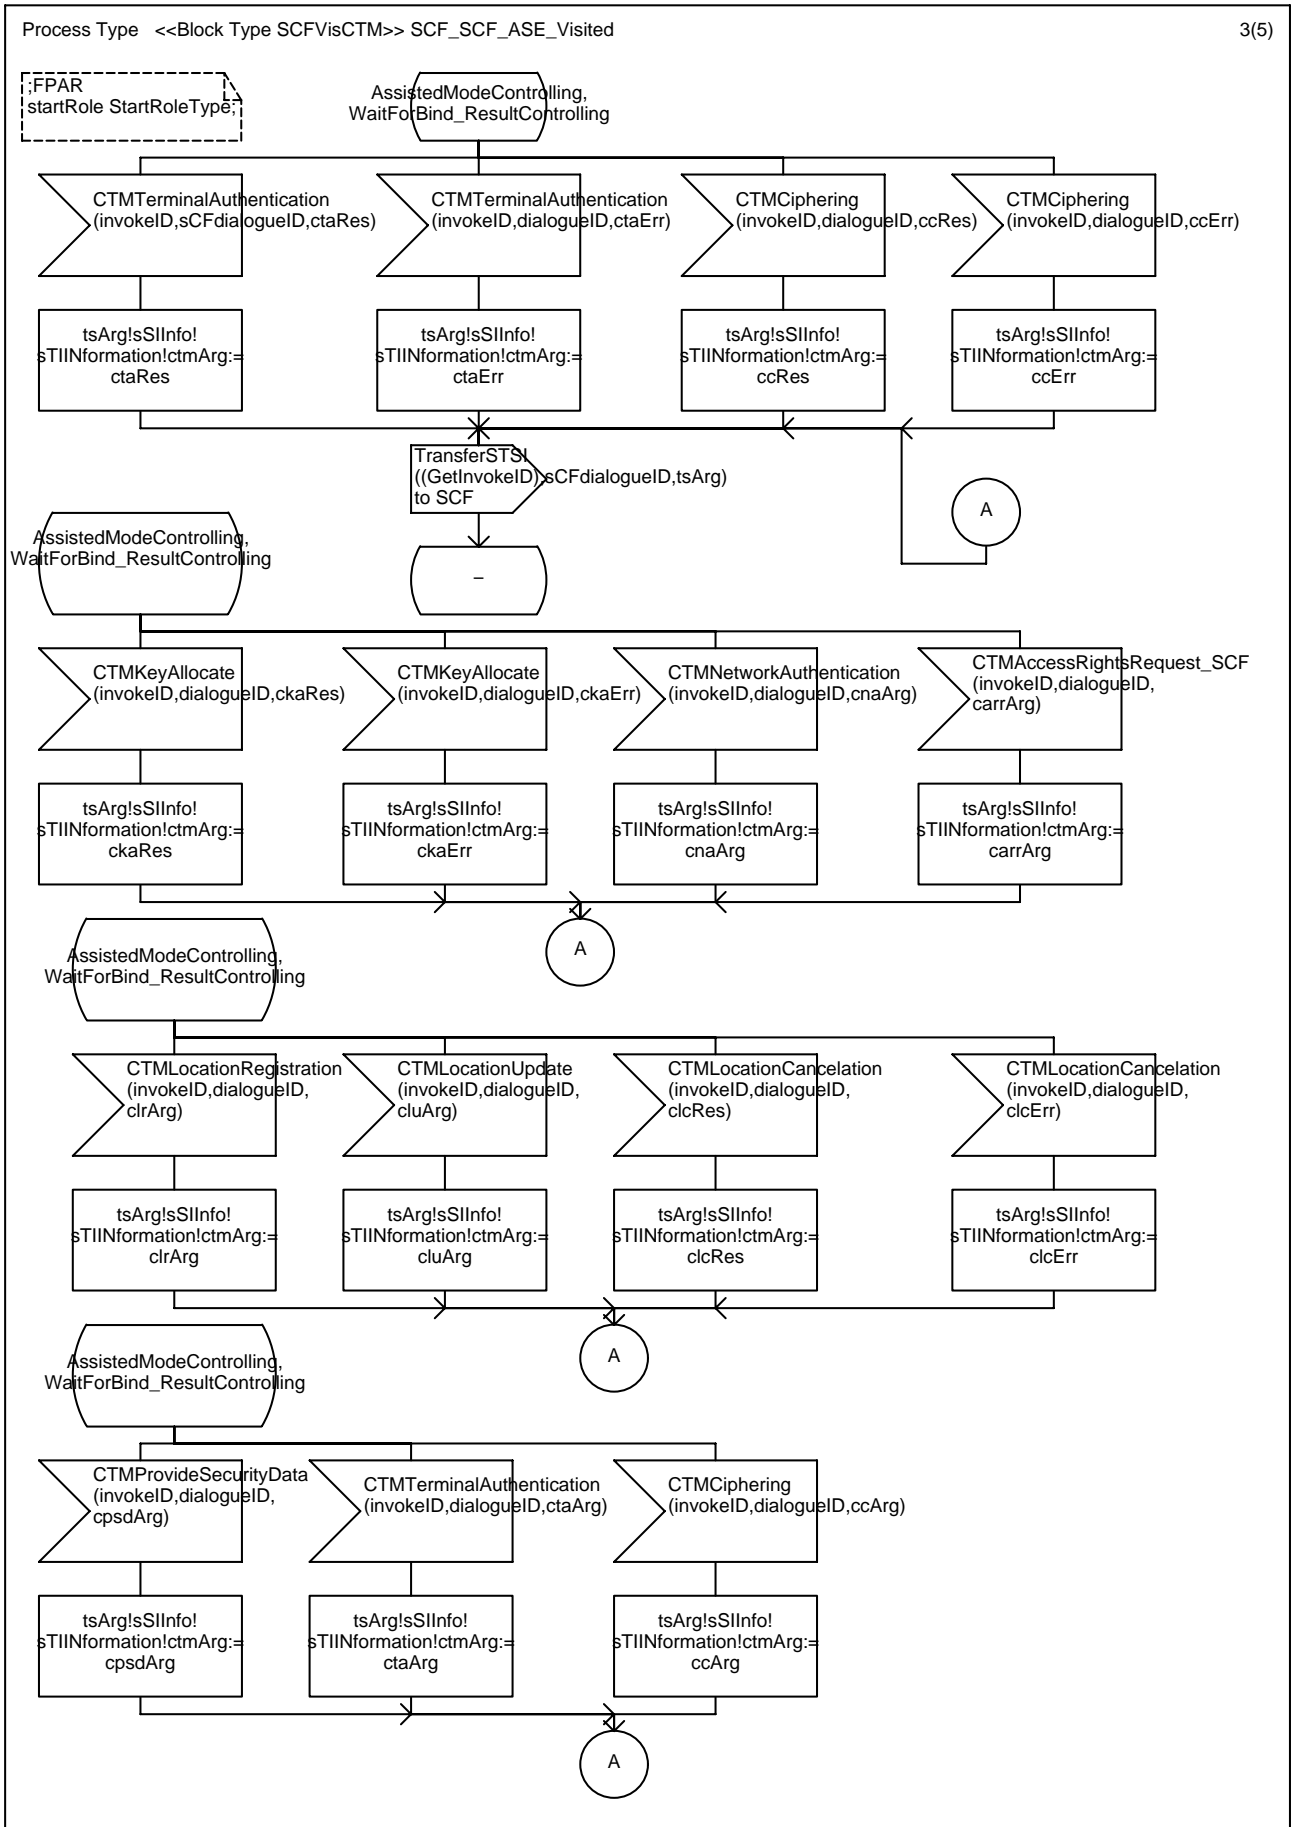 Process Type <<Block Type SCFVisCTM>> SCF_SCF_ASE_Visited 3(5)
;FPAR
startRole StartRoleType;
AssistedModeControlling,
WaitForBind_ResultControlling
CTMTerminalAuthentication
(invokeID,sCFdialogueID,ctaRes)
CTMTerminalAuthentication
(invokeID,dialogueID,ctaErr)
CTMCiphering
(invokeID,dialogueID,ccRes)
CTMCiphering
(invokeID,dialogueID,ccErr)
tsArg!sSIInfo!
sTIINformation!ctmArg:=
ctaRes
tsArg!sSIInfo!
sTIINformation!ctmArg:=
ctaErr
tsArg!sSIInfo!
sTIINformation!ctmArg:=
ccRes
tsArg!sSIInfo!
sTIINformation!ctmArg:=
ccErr
TransferSTSI
((GetInvokeID),sCFdialogueID,tsArg)
to SCF
A
–
AssistedModeControlling,
WaitForBind_ResultControlling
CTMKeyAllocate
(invokeID,dialogueID,ckaRes)
CTMKeyAllocate
(invokeID,dialogueID,ckaErr)
CTMNetworkAuthentication
(invokeID,dialogueID,cnaArg)
CTMAccessRightsRequest_SCF
(invokeID,dialogueID,
carrArg)
tsArg!sSIInfo!
sTIINformation!ctmArg:=
ckaRes
tsArg!sSIInfo!
sTIINformation!ctmArg:=
ckaErr
tsArg!sSIInfo!
sTIINformation!ctmArg:=
cnaArg
tsArg!sSIInfo!
sTIINformation!ctmArg:=
carrArg
A
AssistedModeControlling,
WaitForBind_ResultControlling
CTMLocationRegistration
(invokeID,dialogueID,
clrArg)
CTMLocationUpdate
(invokeID,dialogueID,
cluArg)
CTMLocationCancelation
(invokeID,dialogueID,
clcRes)
CTMLocationCancelation
(invokeID,dialogueID,
clcErr)
tsArg!sSIInfo!
sTIINformation!ctmArg:=
clrArg
tsArg!sSIInfo!
sTIINformation!ctmArg:=
cluArg
tsArg!sSIInfo!
sTIINformation!ctmArg:=
clcRes
tsArg!sSIInfo!
sTIINformation!ctmArg:=
clcErr
A
AssistedModeControlling,
WaitForBind_ResultControlling
CTMProvideSecurityData
(invokeID,dialogueID,
cpsdArg)
CTMTerminalAuthentication
(invokeID,dialogueID,ctaArg)
CTMCiphering
(invokeID,dialogueID,ccArg)
tsArg!sSIInfo!
sTIINformation!ctmArg:=
cpsdArg
tsArg!sSIInfo!
sTIINformation!ctmArg:=
ctaArg
tsArg!sSIInfo!
sTIINformation!ctmArg:=
ccArg
A